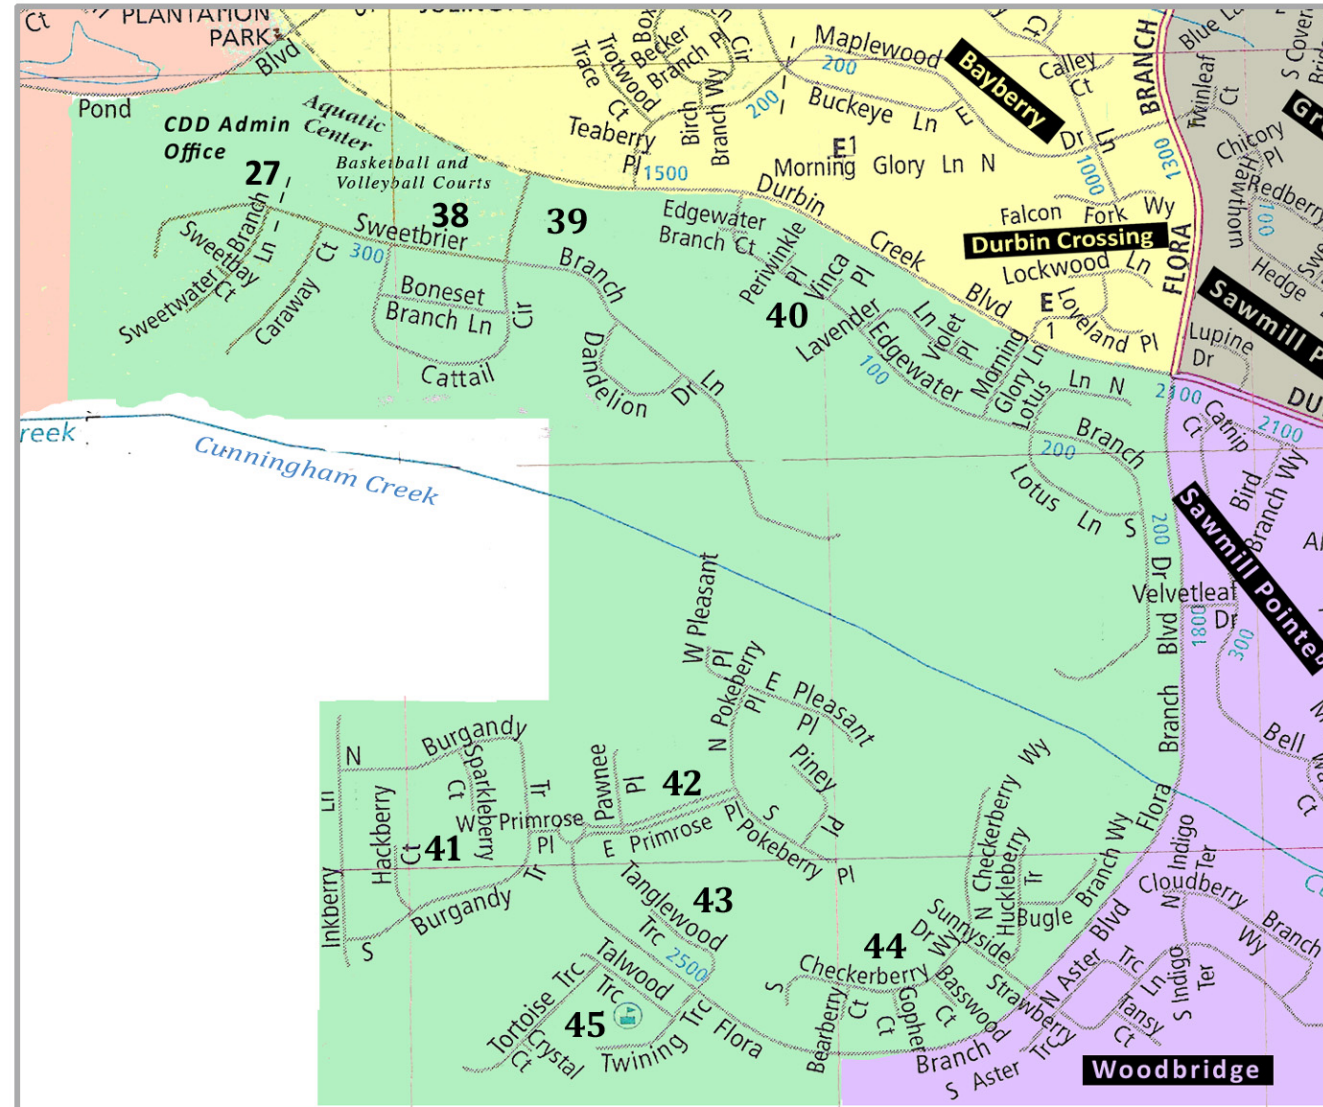 Ct
PLANTATION
PARK
Blvd
Pond
CDD Admin
Office
Aquatic
Center
Basketball and
Volleyball Courts
27
38
39
Sweetbrier
Branch
Ln
300
Sweetbay
Branch
Ln
Sweetwater
Ct
Caraway
Ct
Boneset
Branch Ln
Cattail
Cir
Dandelion
Dr
Cunningham Creek
reek
Trotwood
Trace
Ct
Box
Becker
Branch Pl
Cir
Teaberry
Pl
Birch
Branch Wy
1500
200
Maplewood
200
Buckeye Ln E
Bayberry
Calley
Ct
Ct
E1
Morning Glory Ln N
Dr
Ln
1000
BRANCH
1300
FLORA
Falcon Fork Wy
Durbin Crossing
Lockwood Ln
Loveland Pl
E
1
Durbin
Creek
Blvd
Edgewater
Branch Ct
Periwinkle
Pl
Vinca
Pl
40
Lavender
Ln
Violet
Pl
Edgewater
100
Morning
Glory Ln
Lotus
Ln N
Branch
200
Lotus Ln S
200
Dr
2100
2100
Blue
Twinleaf
Ct
Chicory
Pl
Hawthorn
Redberry
100
Hedge
S Coven
Gr
Sawmill P
Lupine
Dr
DU
Catnip
Ct
Bird
Branch Wy
Sawmill Pointe
Velvetleaf
Dr
1800
300
Bell
Ct
Blvd
Branch
Flora
W Pleasant
Pl
N Pokeberry
Pl
E Pleasant
Pl
Piney
Pl
S
Pokeberry
Pl
N
Burgandy
Tr
Sparkleberry
Ct
Ln
Inkberry
Hackberry
Ct
41
W Primrose
Pl
Pawnee
Pl
42
E Primrose
Pl
S
Burgandy
Tr
Tanglewood
Trc
43
2500
Talwood
Trc
Tortoise Trc
Crystal
Ct
45
Twining
Trc
Flora
44
S
Checkerberry
Wy
N Checkerberry
Wy
Huckleberry
Tr
Bugle
Branch Wy
Sunnyside
Dr
Bearberry
Ct
Gopher
Ct
Basswood
Ct
Strawberry
Branch
Blvd
N Aster
Trc
S Aster
Trc
Ln
Tansy
Ct
N Indigo
Ter
S Indigo
Ter
Cloudberry
Branch
Wy
Woodbridge